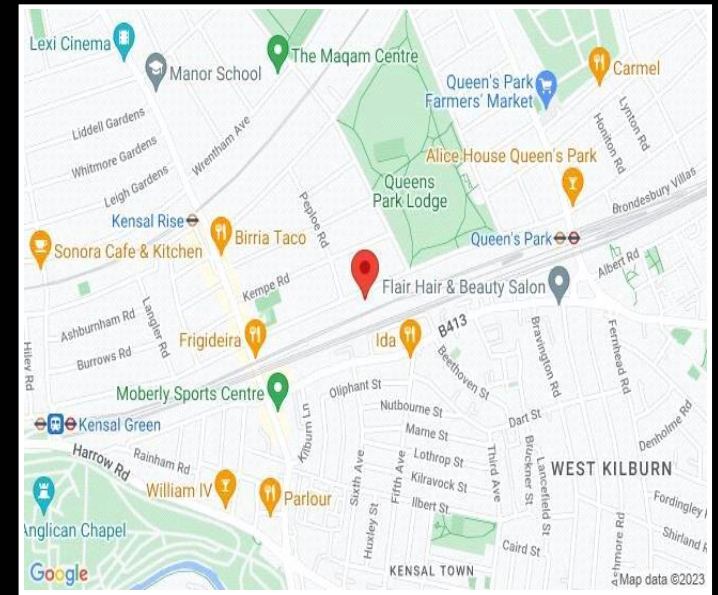 Lexi Cinema
Manor School
The Maqam Centre
Queen's Park
Farmers' Market
Carmel
Lynton Rd
Honiton Rd
Liddell Gardens
Whitmore Gardens
Leigh Gardens
Wrentham Ave
Alice House Queen's Park
Queens
Park Lodge
Brondesbury Villas
Peploe Rd
Kensal Rise
Birria Taco
Sonora Cafe & Kitchen
Queen's Park
Albert Rd
Flair Hair & Beauty Salon
Kempe Rd
Langler Rd
Ashburnham Rd
Burrows Rd
Hiley Rd
Frigideira
Ida
B413
Beethoven St
Bravington Rd
Fernhead Rd
Moberly Sports Centre
Oliphant St
Nutbourne St
Kilburn Ln
Kensal Green
Marne St
Dart St
Denholme Rd
Harrow Rd
Rainham Rd
Sixth Ave
Fifth Ave
Lothrop St
Third Ave
Bruckner St
Lancefield St
WEST KILBURN
Kilravock St
William IV
Parlour
Huxley St
Ilbert St
Fordingley
Anglican Chapel
Caird St
Ashmore Rd
Shirland
KENSAL TOWN
Google
Map data ©2023